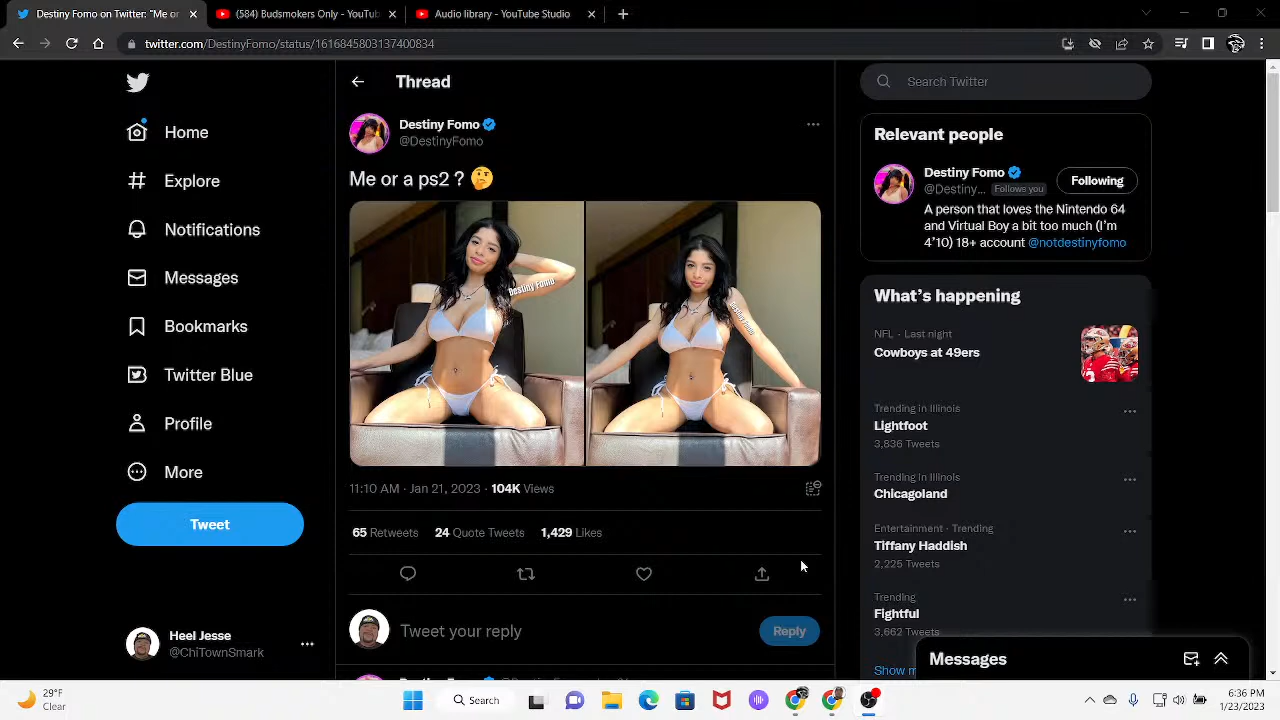 Destiny Fomo on Twitter: "Me or
(584) Budsmokers Only - YouTub
Audio library - YouTube Studio
twitter.com/DestinyFomo/status/1616845803137400834
Home
Explore
Notifications
Messages
Bookmarks
Twitter Blue
Profile
More
Tweet
Heel Jesse
@ChiTownSmark
Thread
Destiny Fomo
@DestinyFomo
Me or a ps2 ? 🤔
Destiny Fomo
Destiny Fomo
11:10 AM · Jan 21, 2023 · 104K Views
65 Retweets 24 Quote Tweets 1,429 Likes
Tweet your reply
Reply
Search Twitter
Relevant people
Destiny Fomo
@Destiny... Follows you
Following
A person that loves the Nintendo 64
and Virtual Boy a bit too much (I'm
4'10) 18+ account @notdestinyfomo
What's happening
NFL · Last night
Cowboys at 49ers
Trending in Illinois
Lightfoot
3,836 Tweets
Trending in Illinois
Chicagoland
Entertainment · Trending
Tiffany Haddish
2,225 Tweets
Trending
Fightful
3,662 Tweets
Show m
Messages
29°F
Clear
Search
6:36 PM
1/23/2023